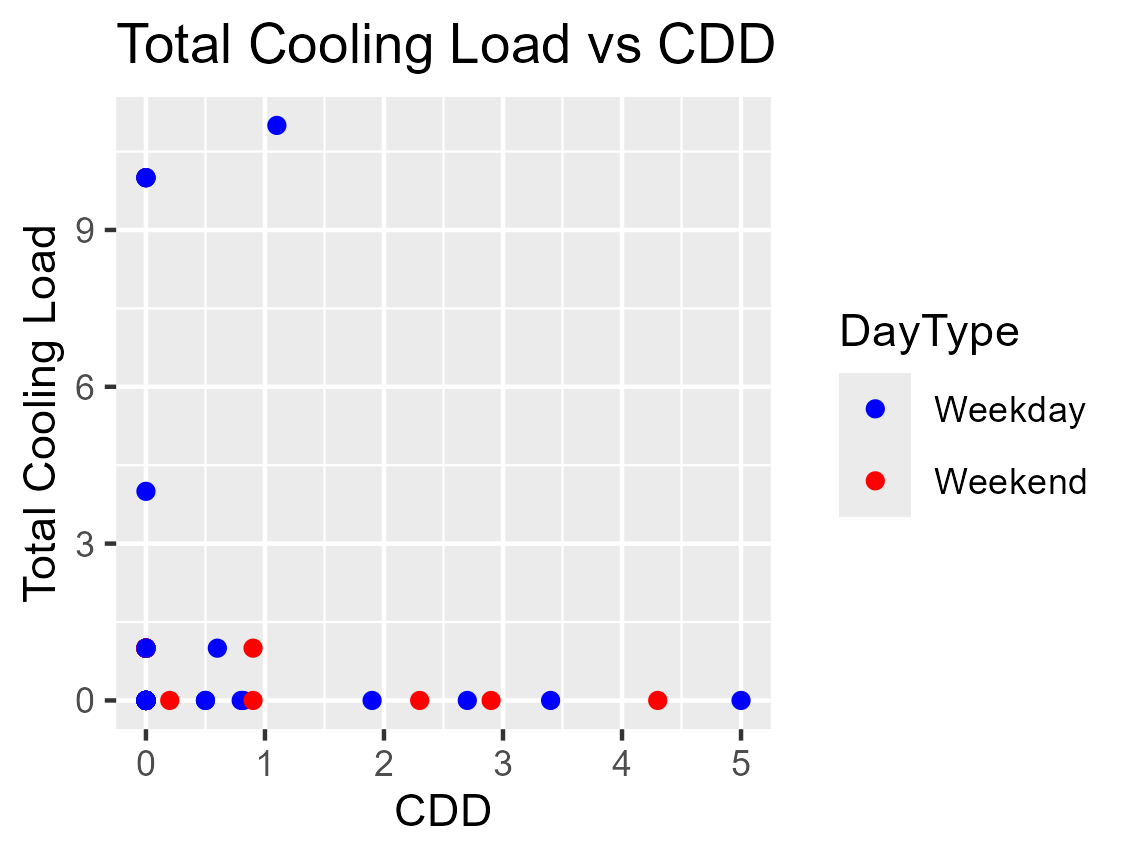 Total Cooling Load vs CDD
Total Cooling Load
9
6
3
0
0 1 2 3 4 5
CDD
DayType
Weekday
Weekend